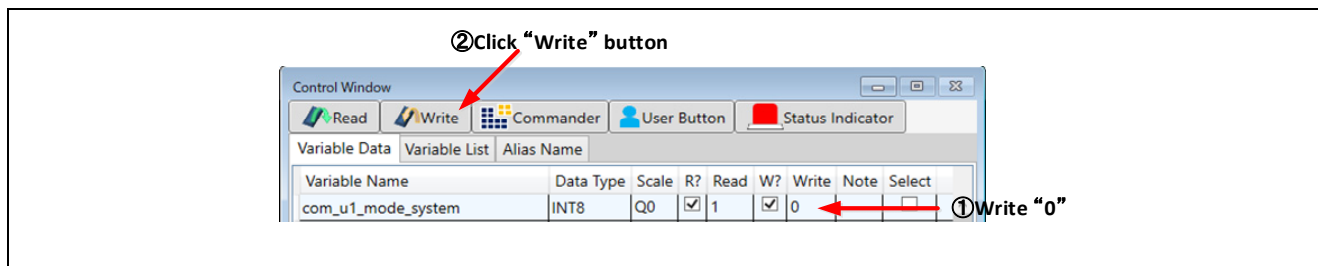 ②Click “Write” button
Control Window
Read Write Commander User Button Status Indicator
Variable Data Variable List Alias Name
Variable Name Data Type Scale R? Read W? Write Note Select
com_u1_mode_system INT8 Q0 1 0
①Write “0”